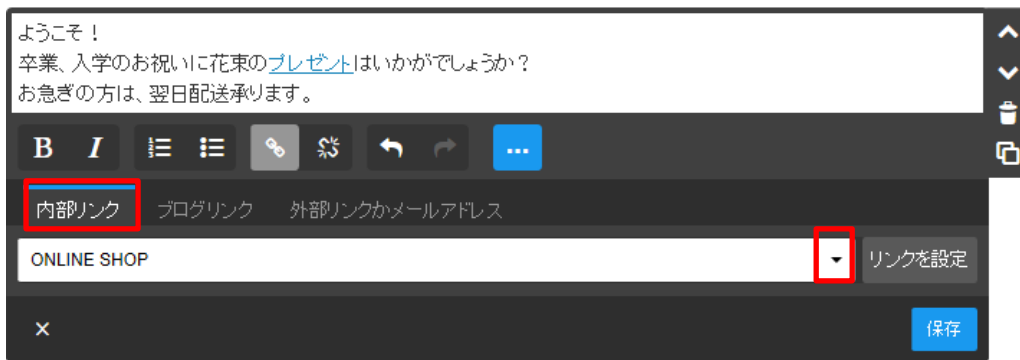 ようこそ！
卒業、入学のお祝いに花束のプレゼントはいかがでしょうか？
お急ぎの方は、翌日配送承ります。
B I
内部リンク ブログリンク 外部リンクかメールアドレス
ONLINE SHOP リンクを設定
保存